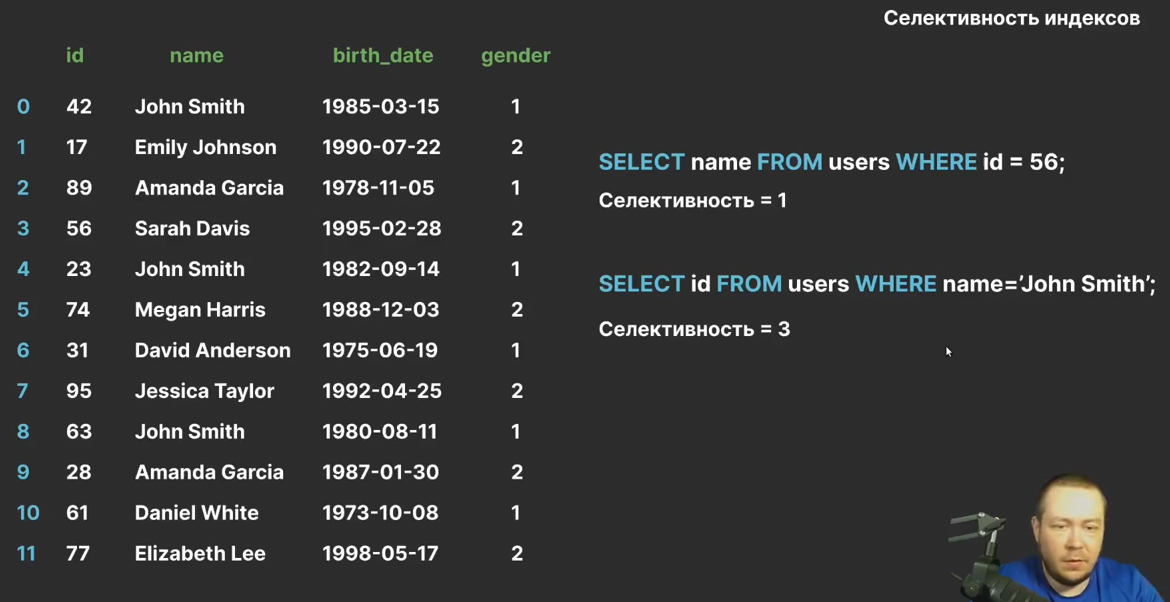 Селективность индексов
id name birth_date gender
0 42 John Smith 1985-03-15 1
1 17 Emily Johnson 1990-07-22 2
2 89 Amanda Garcia 1978-11-05 1
3 56 Sarah Davis 1995-02-28 2
4 23 John Smith 1982-09-14 1
5 74 Megan Harris 1988-12-03 2
6 31 David Anderson 1975-06-19 1
7 95 Jessica Taylor 1992-04-25 2
8 63 John Smith 1980-08-11 1
9 28 Amanda Garcia 1987-01-30 2
10 61 Daniel White 1973-10-08 1
11 77 Elizabeth Lee 1998-05-17 2
SELECT name FROM users WHERE id = 56;
Селективность = 1
SELECT id FROM users WHERE name=’John Smith’;
Селективность = 3